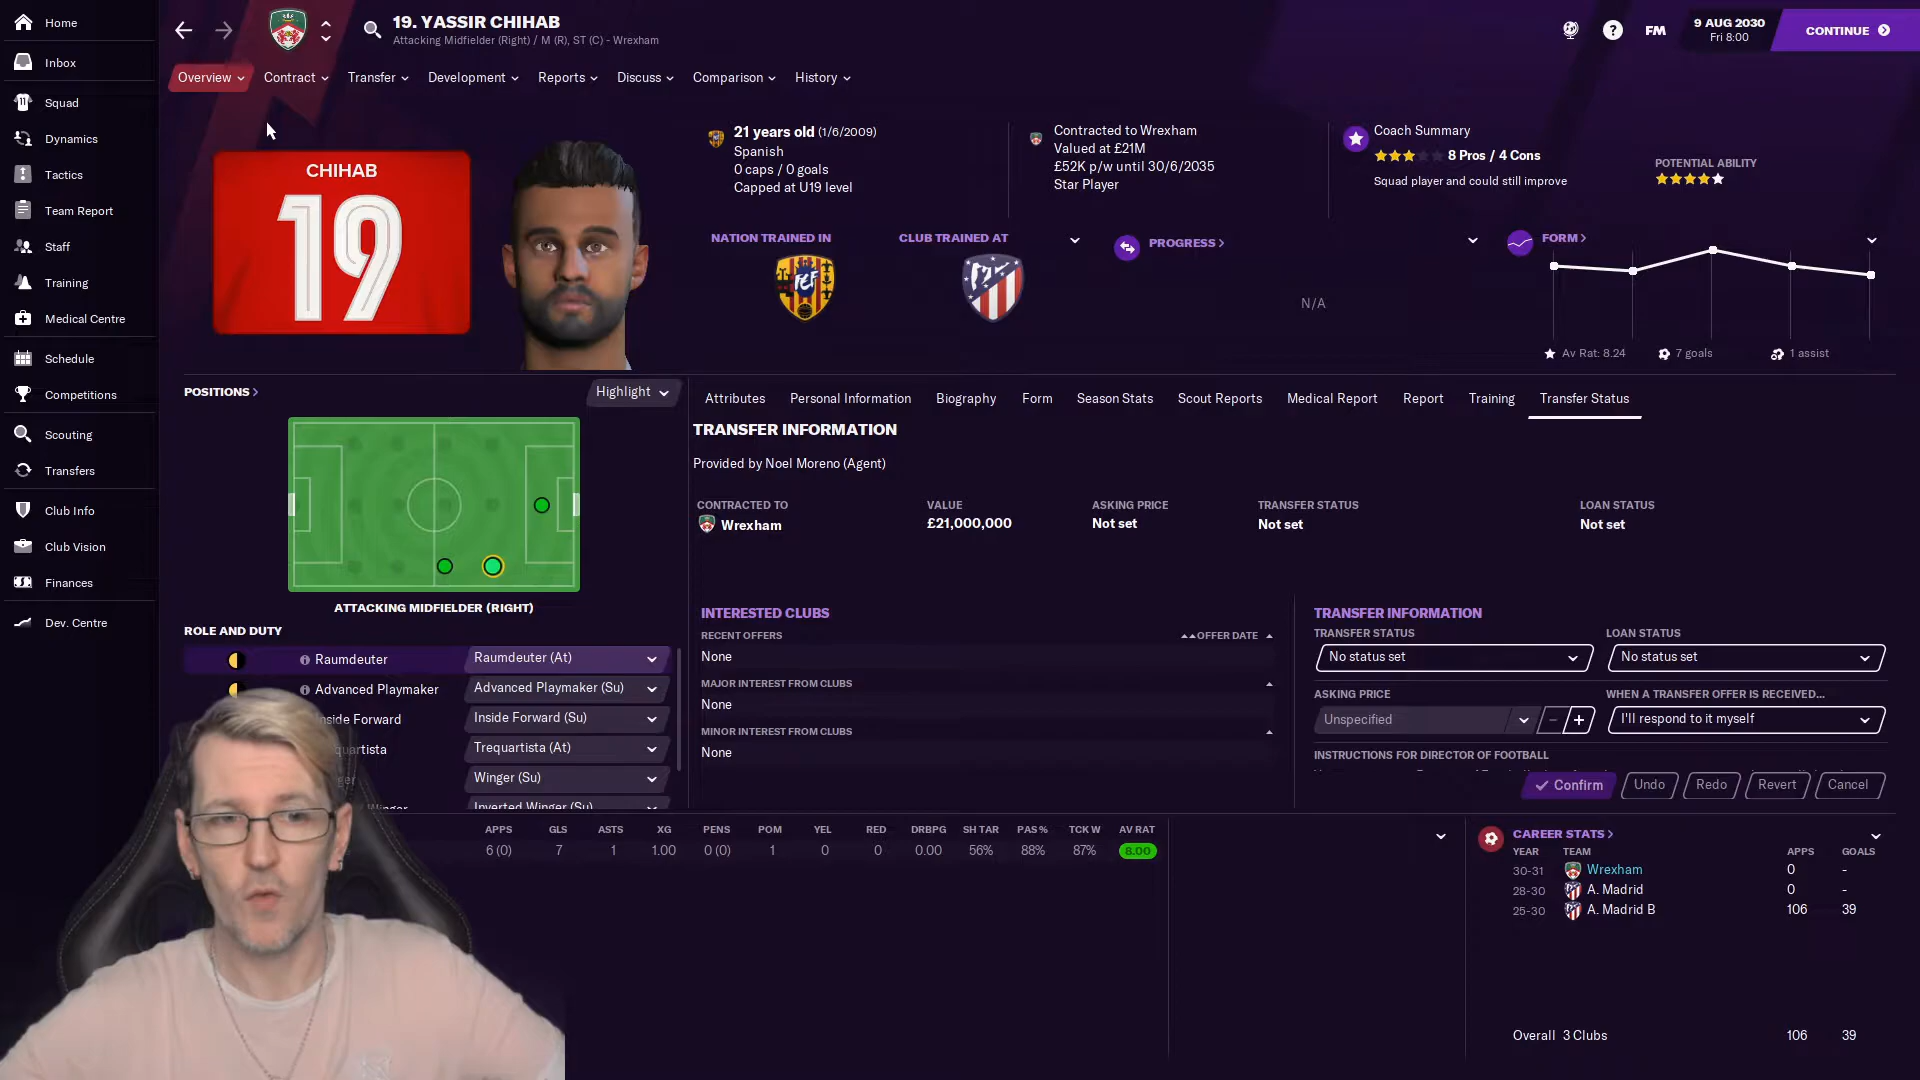 Home
Inbox
Squad
Dynamics
Tactics
Team Report
Staff
Training
Medical Centre
Schedule
Competitions
Scouting
Transfers
Club Info
Club Vision
Finances
Dev. Centre
19. YASSIR CHIHAB
Attacking Midfielder (Right) / M (R), ST (C) - Wrexham
FM
9 AUG 2030
Fri 8:00
CONTINUE
Overview
Contract
Transfer
Development
Reports
Discuss
Comparison
History
CHIHAB
19
21 years old (1/6/2009)
Spanish
0 caps / 0 goals
Capped at U19 level
Contracted to Wrexham
Valued at £21M
£52K p/w until 30/6/2035
Star Player
Coach Summary
8 Pros / 4 Cons
Squad player and could still improve
POTENTIAL ABILITY
NATION TRAINED IN
CLUB TRAINED AT
PROGRESS
N/A
FORM
Av Rat: 8.24
7 goals
1 assist
POSITIONS
Highlight
ATTACKING MIDFIELDER (RIGHT)
ROLE AND DUTY
Raumdeuter Raumdeuter (At)
Advanced Playmaker Advanced Playmaker (Su)
Inside Forward Inside Forward (Su)
Trequartista (At)
Winger (Su)
Winger Inverted Winger (Su)
Attributes
Personal Information
Biography
Form
Season Stats
Scout Reports
Medical Report
Report
Training
Transfer Status
TRANSFER INFORMATION
Provided by Noel Moreno (Agent)
CONTRACTED TO VALUE ASKING PRICE TRANSFER STATUS LOAN STATUS
Wrexham £21,000,000 Not set Not set Not set
INTERESTED CLUBS
RECENT OFFERS OFFER DATE
None
MAJOR INTEREST FROM CLUBS
None
MINOR INTEREST FROM CLUBS
None
TRANSFER INFORMATION
TRANSFER STATUS LOAN STATUS
No status set No status set
ASKING PRICE WHEN A TRANSFER OFFER IS RECEIVED...
Unspecified I'll respond to it myself
INSTRUCTIONS FOR DIRECTOR OF FOOTBALL
Confirm Undo Redo Revert Cancel
APPS GLS ASTS XG PENS POM YEL RED DRBPG SH TAR PAS % TCK W AV RAT
6 (0) 7 1 1.00 0 (0) 1 0 0 0.00 56% 88% 87% 8.00
CAREER STATS
YEAR TEAM APPS GOALS
30-31 Wrexham 0 -
28-30 A. Madrid 0 -
25-30 A. Madrid B 106 39
Overall 3 Clubs 106 39